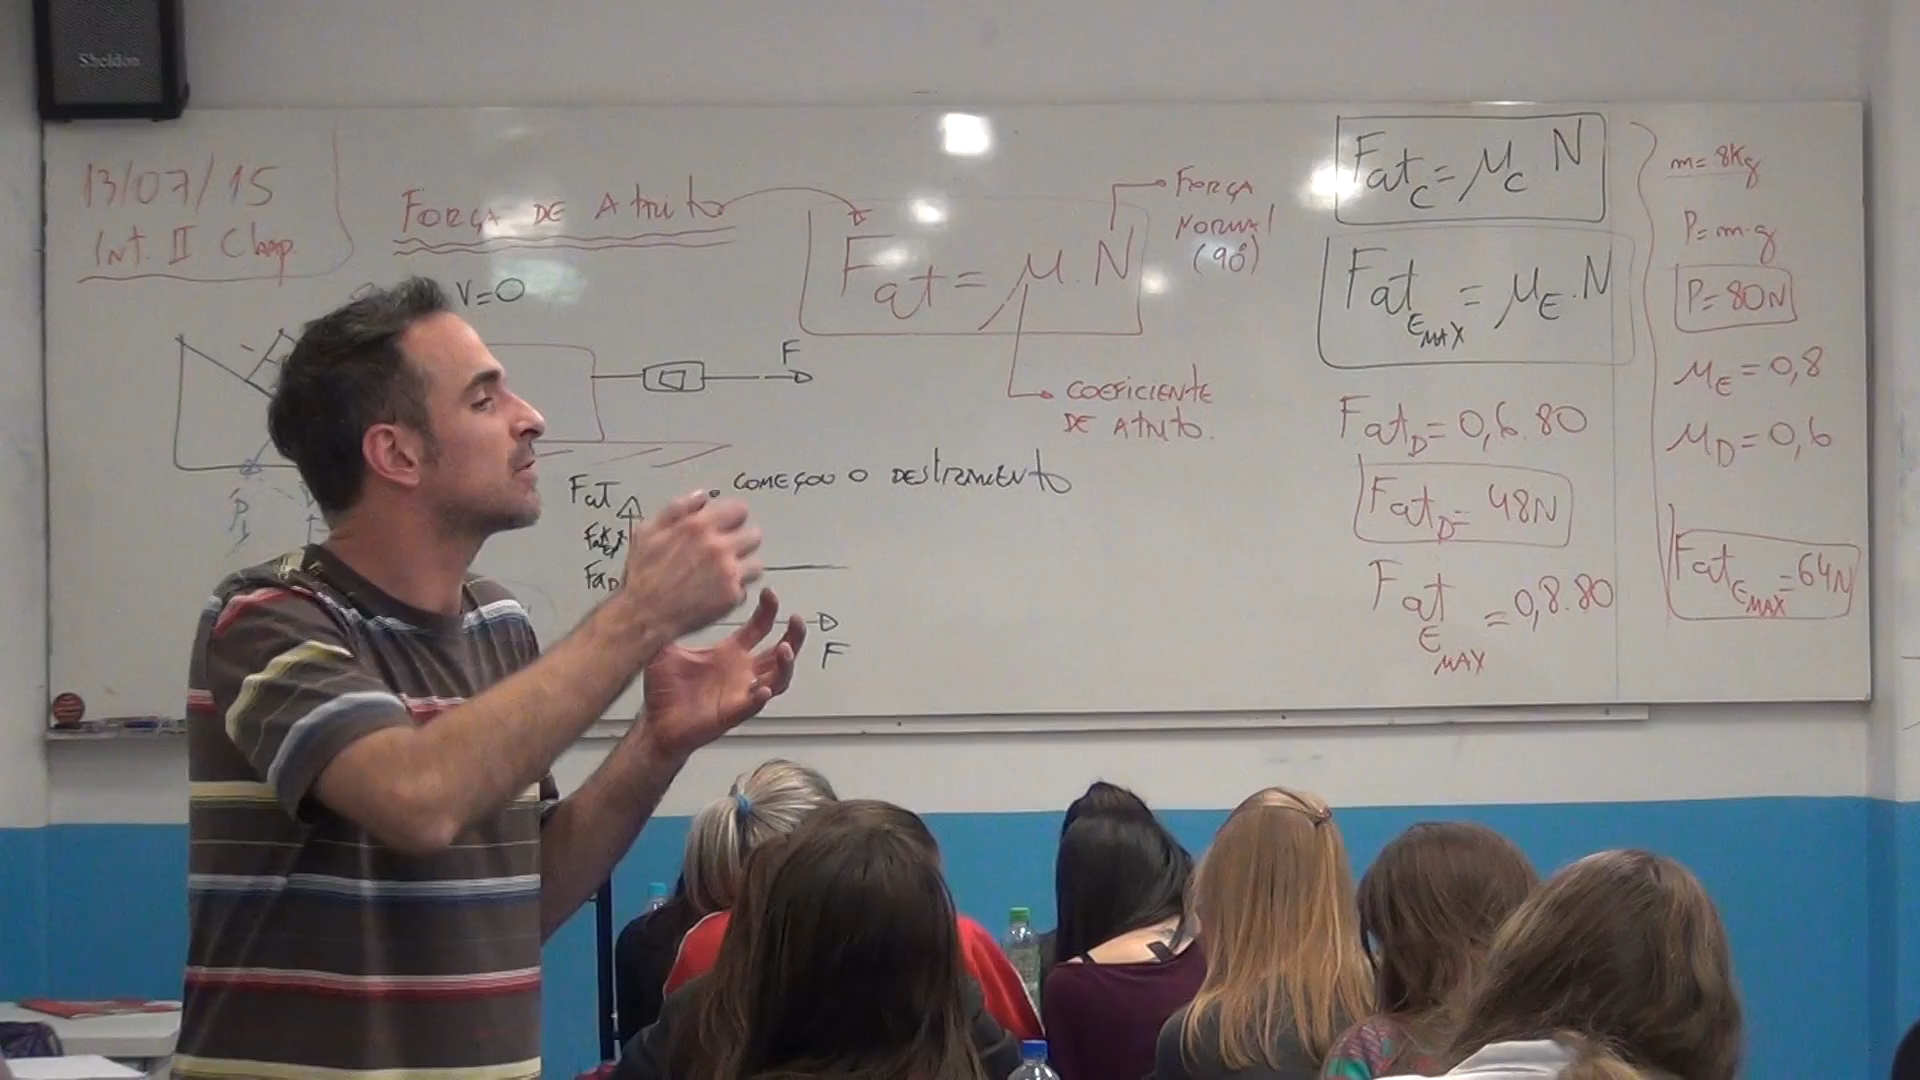 Sheldon
13/07/15
Int. II Chap.
FORÇA DE Atrito
Fat = μ.N
FORÇA
NORMAL
(90°)
COEFICIENTE
DE Atrito.
V=0
F
Fat
COMEÇOU O DESLIZAMENTO
FaD
F
P
FatC = μC N
FatEMAX = μE.N
FatD = 0,6.80
FatD = 48N
FatEMAX = 0,8.80
m= 8Kg
P=m.g
P=80N
μE = 0,8
μD = 0,6
FatEMAX = 64N